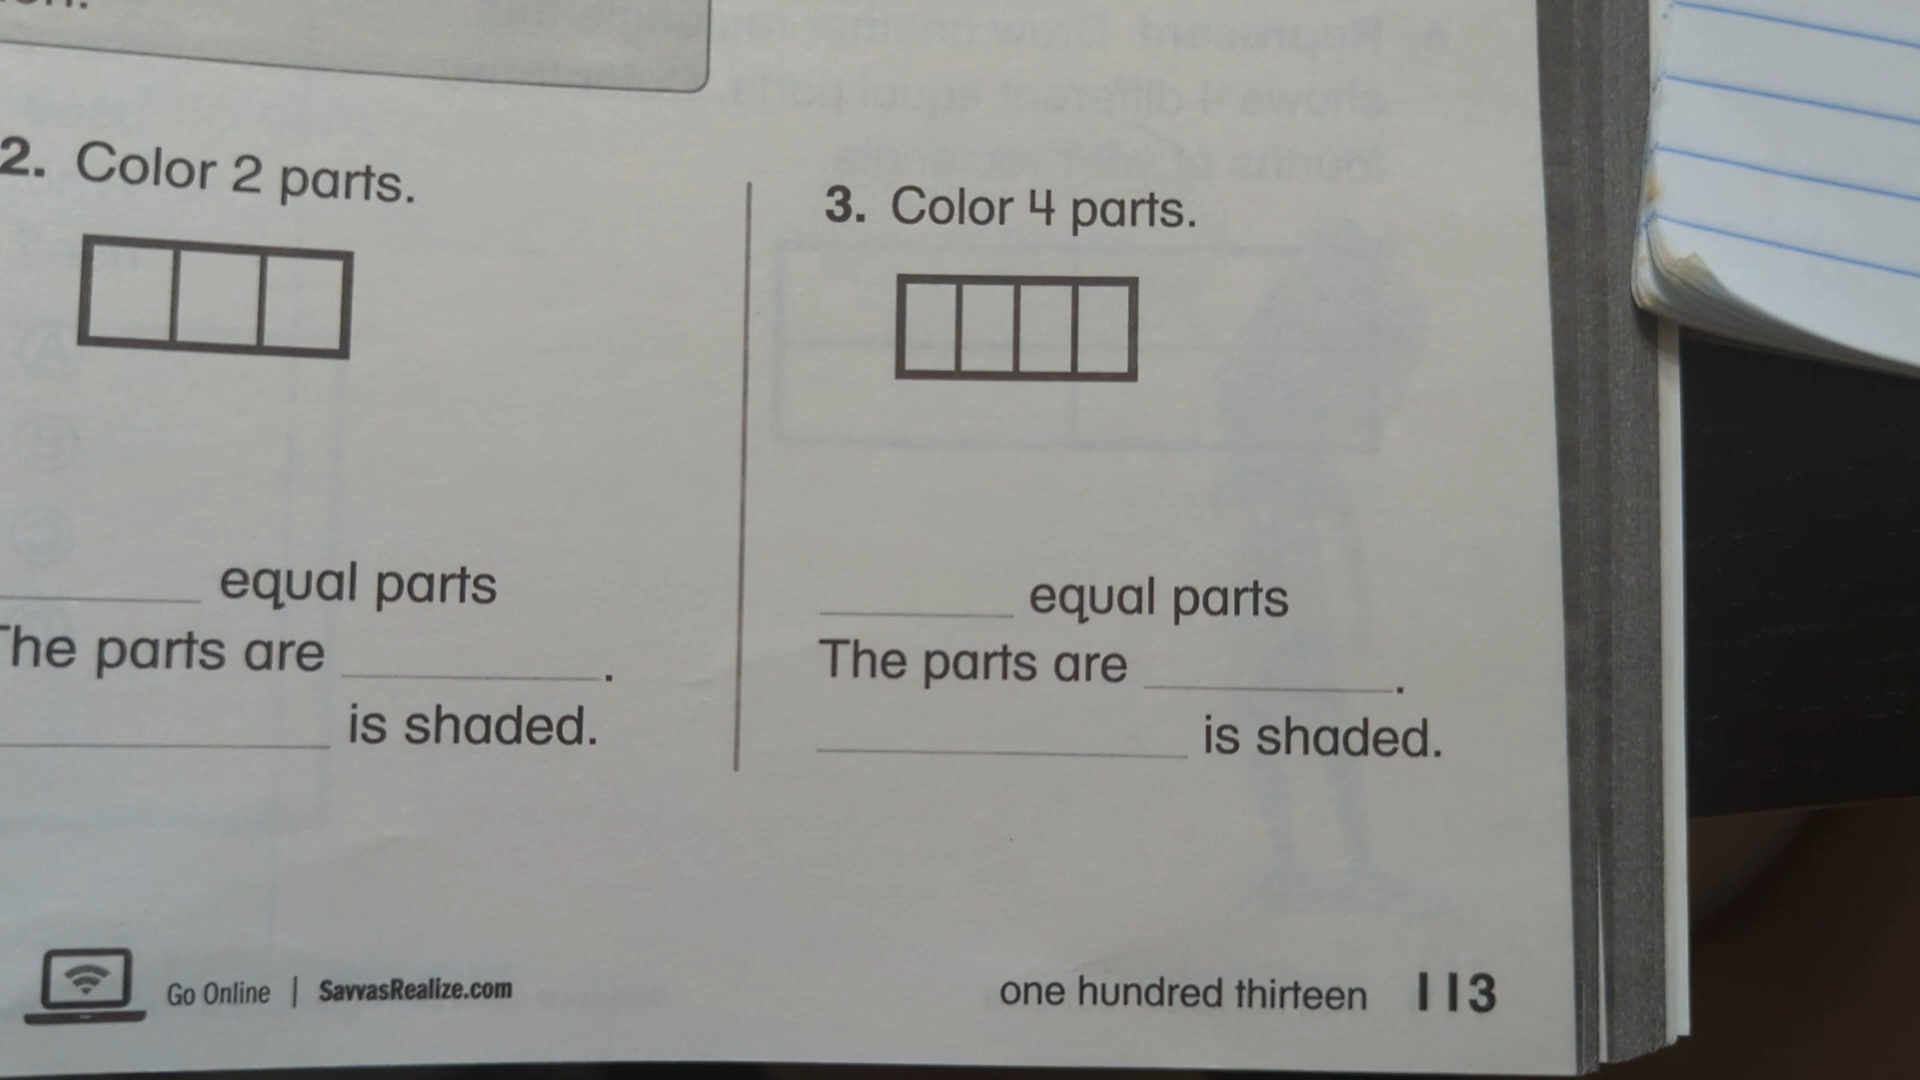 2. Color 2 parts.
equal parts
The parts are .
is shaded.
3. Color 4 parts.
equal parts
The parts are .
is shaded.
Go Online | SavvasRealize.com
one hundred thirteen 113